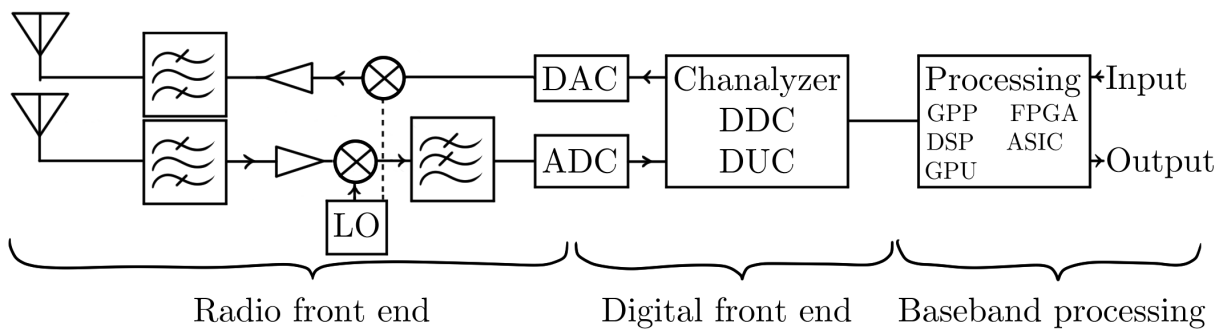 DAC
Chanalyzer
DDC
DUC
Processing
GPP FPGA
DSP ASIC
GPU
Input
ADC
Output
LO
Radio front end
Digital front end
Baseband processing